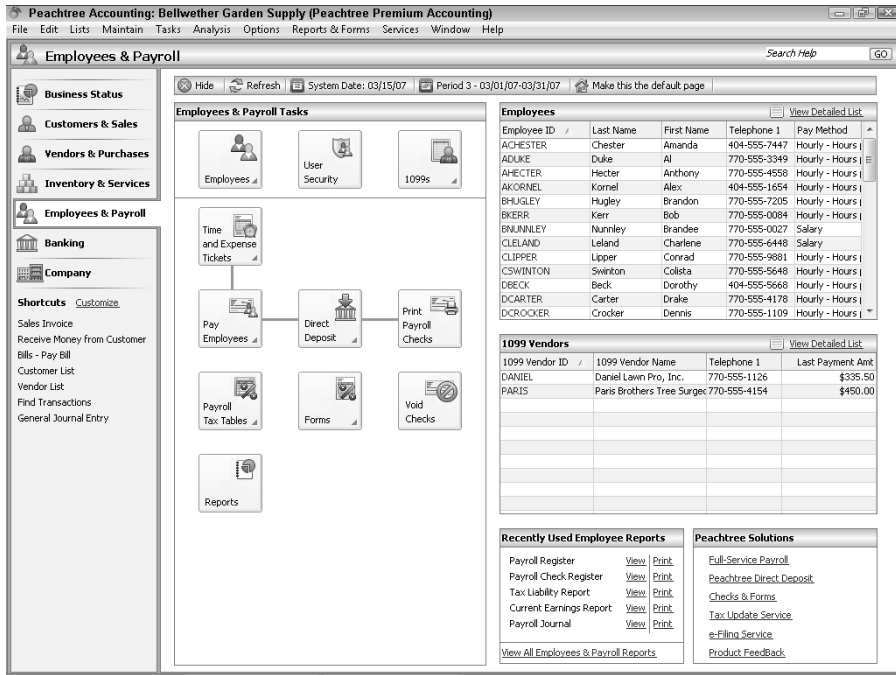 Peachtree Accounting: Bellwether Garden Supply (Peachtree Premium Accounting)
File Edit Lists Maintain Tasks Analysis Options Reports & Forms Services Window Help
Employees & Payroll
Search Help GO
Business Status
Customers & Sales
Vendors & Purchases
Inventory & Services
Employees & Payroll
Banking
Company
Shortcuts Customize
Sales Invoice
Receive Money from Customer
Bills - Pay Bill
Customer List
Vendor List
Find Transactions
General Journal Entry
Hide Refresh System Date: 03/15/07 Period 3 - 03/01/07-03/31/07 Make this the default page
Employees & Payroll Tasks
Employees
User
Security
1099s
Time
and Expense
Tickets
Pay
Employees
Direct
Deposit
Print
Payroll
Checks
Payroll
Tax Tables
Forms
Void
Checks
Reports
Employees View Detailed List
Employee ID Last Name First Name Telephone 1 Pay Method
ACHESTER Chester Amanda 404-555-7447 Hourly - Hours
ADUKE Duke Al 770-555-3349 Hourly - Hours
AHECTER Hecter Anthony 770-555-4558 Hourly - Hours
AKORNEL Kornel Alex 404-555-1654 Hourly - Hours
BHUGLEY Hugley Brandon 770-555-7205 Hourly - Hours
BKERR Kerr Bob 770-555-0084 Hourly - Hours
BNUNNLEY Nunnley Brandee 770-555-0027 Salary
CLELAND Leland Charlene 770-555-6448 Salary
CLIPPER Lipper Conrad 770-555-9881 Hourly - Hours
CSWINTON Swinton Colista 770-555-5648 Hourly - Hours
DBECK Beck Dorothy 404-555-5668 Hourly - Hours
DCARTER Carter Drake 770-555-4178 Hourly - Hours
DCROCKER Crocker Dennis 770-555-1109 Hourly - Hours
1099 Vendors View Detailed List
1099 Vendor ID 1099 Vendor Name Telephone 1 Last Payment Amt
DANIEL Daniel Lawn Pro, Inc. 770-555-1126 $335.50
PARIS Paris Brothers Tree Surgec 770-555-4154 $450.00
Recently Used Employee Reports
Payroll Register View Print
Payroll Check Register View Print
Tax Liability Report View Print
Current Earnings Report View Print
Payroll Journal View Print
View All Employees & Payroll Reports
Peachtree Solutions
Full-Service Payroll
Peachtree Direct Deposit
Checks & Forms
Tax Update Service
e-Filing Service
Product FeedBack